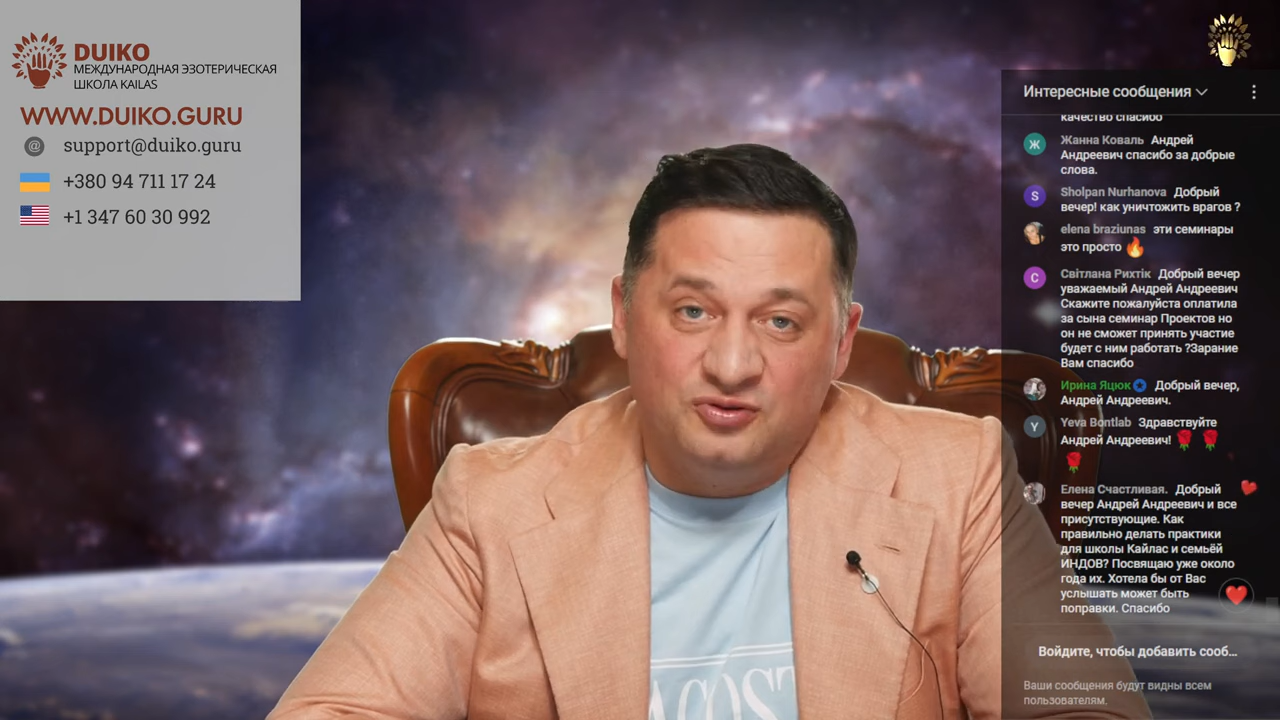 DUIKO
МЕЖДУНАРОДНАЯ ЭЗОТЕРИЧЕСКАЯ
ШКОЛА KAILAS
WWW.DUIKO.GURU
@ support@duiko.guru
+380 94 711 17 24
+1 347 60 30 992
Интересные сообщения
качество спасибо
Ж Жанна Коваль Андрей
Андреевич спасибо за добрые
слова.
S Sholpan Nurhanova Добрый
вечер! как уничтожить врагов ?
elena braziunas эти семинары
это просто 🔥
С Світлана Рихтік Добрый вечер
уважаемый Андрей Андреевич
Скажите пожалуйста оплатила
за сына семинар Проектов но
он не сможет принять участие
будет с ним работать ?Зарание
Вам спасибо
Ирина Яцюк Добрый вечер,
Андрей Андреевич.
Y Yeva Bontlab Здравствуйте
Андрей Андреевич! 🌹 🌹
🌹
Елена Счастливая. Добрый
вечер Андрей Андреевич и все
присутствующие. Как
правильно делать практики
для школы Кайлас и семьёй
ИНДОВ? Посвящаю уже около
года их. Хотела бы от Вас
услышать может быть
поправки. Спасибо
Войдите, чтобы добавить сооб...
Ваши сообщения будут видны всем
пользователям.